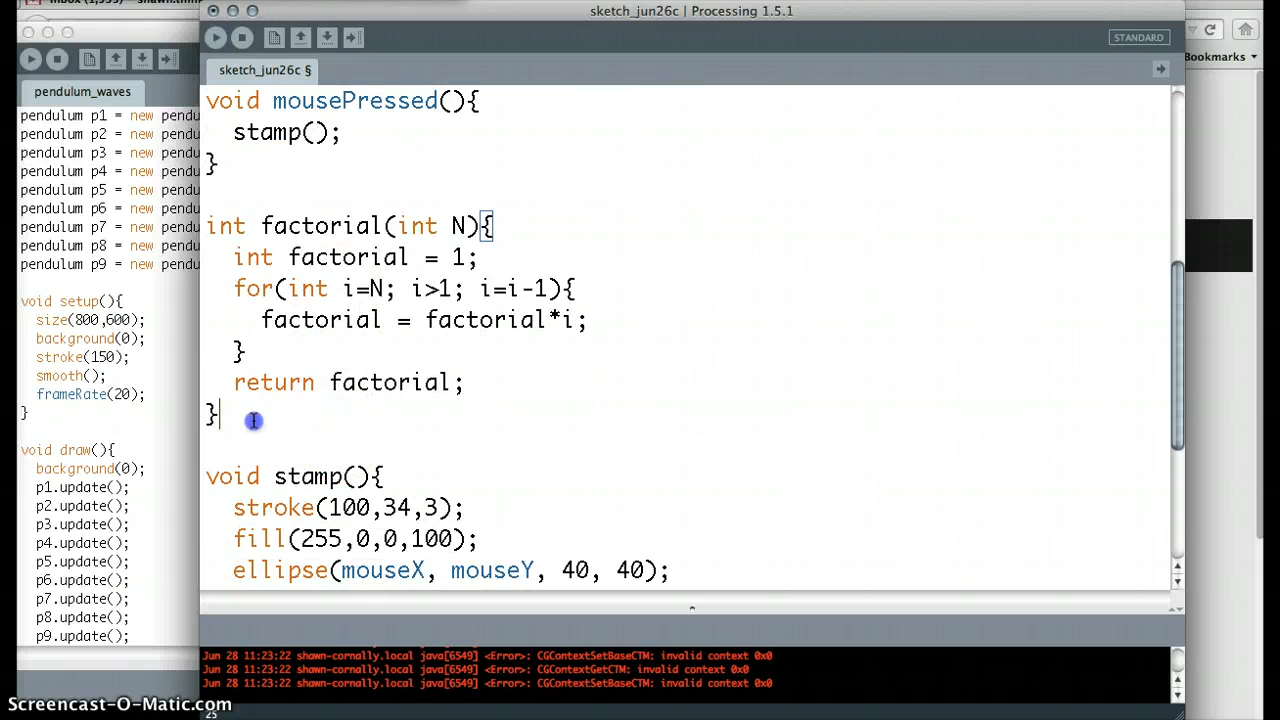 sketch_jun26c | Processing 1.5.1
STANDARD
Bookmarks
sketch_jun26c §
pendulum_waves
pendulum p1 = new pendu
pendulum p2 = new pendu
pendulum p3 = new pendu
pendulum p4 = new pendu
pendulum p5 = new pendu
pendulum p6 = new pendu
pendulum p7 = new pendu
pendulum p8 = new pendu
pendulum p9 = new pendu
void setup(){
size(800,600);
background(0);
stroke(150);
smooth();
frameRate(20);
}
void draw(){
background(0);
p1.update();
p2.update();
p3.update();
p4.update();
p5.update();
p6.update();
p7.update();
p8.update();
p9.update();
void mousePressed(){
stamp();
}
int factorial(int N){
int factorial = 1;
for(int i=N; i>1; i=i-1){
factorial = factorial*i;
}
return factorial;
}
void stamp(){
stroke(100,34,3);
fill(255,0,0,100);
ellipse(mouseX, mouseY, 40, 40);
Jun 28 11:23:22 shawn-cornally.local java[6549] <Error>: CGContextSetBaseCTM: invalid context 0x0
Jun 28 11:23:22 shawn-cornally.local java[6549] <Error>: CGContextGetCTM: invalid context 0x0
Jun 28 11:23:22 shawn-cornally.local java[6549] <Error>: CGContextSetBaseCTM: invalid context 0x0
Screencast-O-Matic.com
25